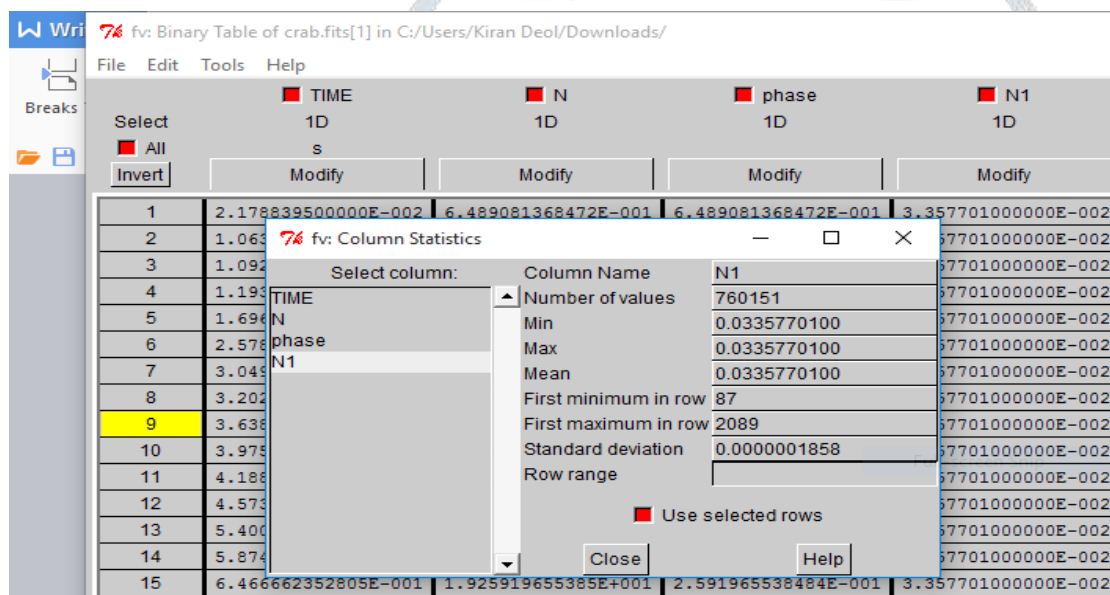 Wri
fv: Binary Table of crab.fits[1] in C:/Users/Kiran Deol/Downloads/
File Edit Tools Help
Breaks
Select
All
Invert
TIME N phase N1
1D 1D 1D 1D
s
Modify Modify Modify Modify
1 2.178839500000E-002 6.489081368472E-001 6.489081368472E-001 3.357701000000E-002
2 1.063 57701000000E-002
3 1.092 57701000000E-002
4 1.193 57701000000E-002
5 1.696 57701000000E-002
6 2.578 57701000000E-002
7 3.049 57701000000E-002
8 3.202 57701000000E-002
9 3.638 57701000000E-002
10 3.975 57701000000E-002
11 4.188 57701000000E-002
12 4.573 57701000000E-002
13 5.400 57701000000E-002
14 5.874 57701000000E-002
15 6.466662352805E-001 1.925919655385E+001 2.591965538484E-001 3.357701000000E-002
fv: Column Statistics
Select column:
TIME
N
phase
N1
Column Name N1
Number of values 760151
Min 0.0335770100
Max 0.0335770100
Mean 0.0335770100
First minimum in row 87
First maximum in row 2089
Standard deviation 0.0000001858
Row range
Use selected rows
Close Help